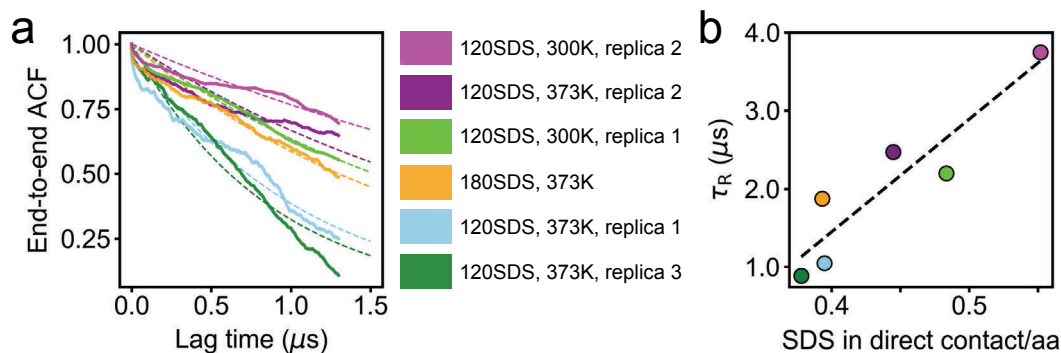 a
1.00
0.75
0.50
0.25
End-to-end ACF
0.0
0.5
1.0
1.5
Lag time (μs)
120SDS, 300K, replica 2
120SDS, 373K, replica 2
120SDS, 300K, replica 1
180SDS, 373K
120SDS, 373K, replica 1
120SDS, 373K, replica 3
b
4.0
3.0
2.0
1.0
τR (μs)
0.4
0.5
SDS in direct contact/aa